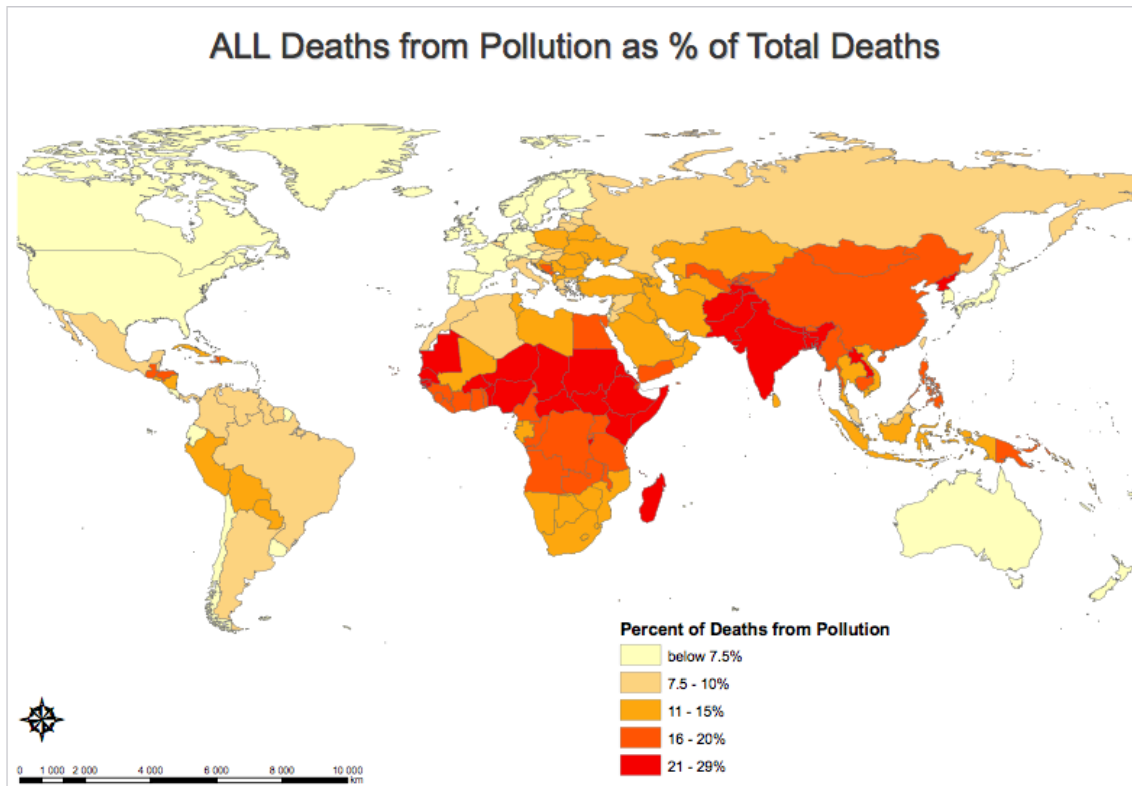 ALL Deaths from Pollution as % of Total Deaths
Percent of Deaths from Pollution
below 7.5%
7.5 - 10%
11 - 15%
16 - 20%
21 - 29%
0 1 000 2 000 4 000 6 000 8 000 10 000
km